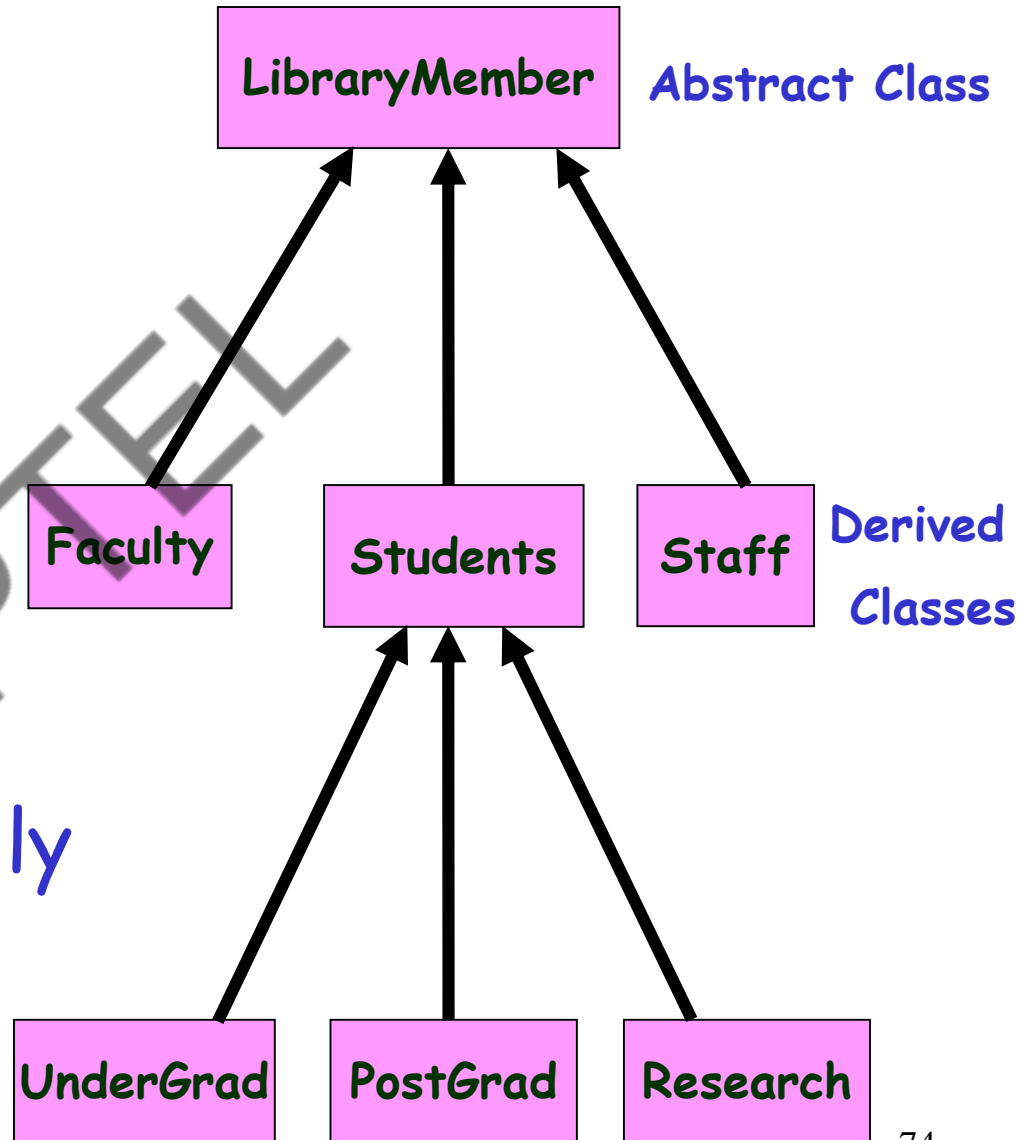 LibraryMember Abstract Class
Faculty Students Staff Derived
Classes
ly
UnderGrad PostGrad Research